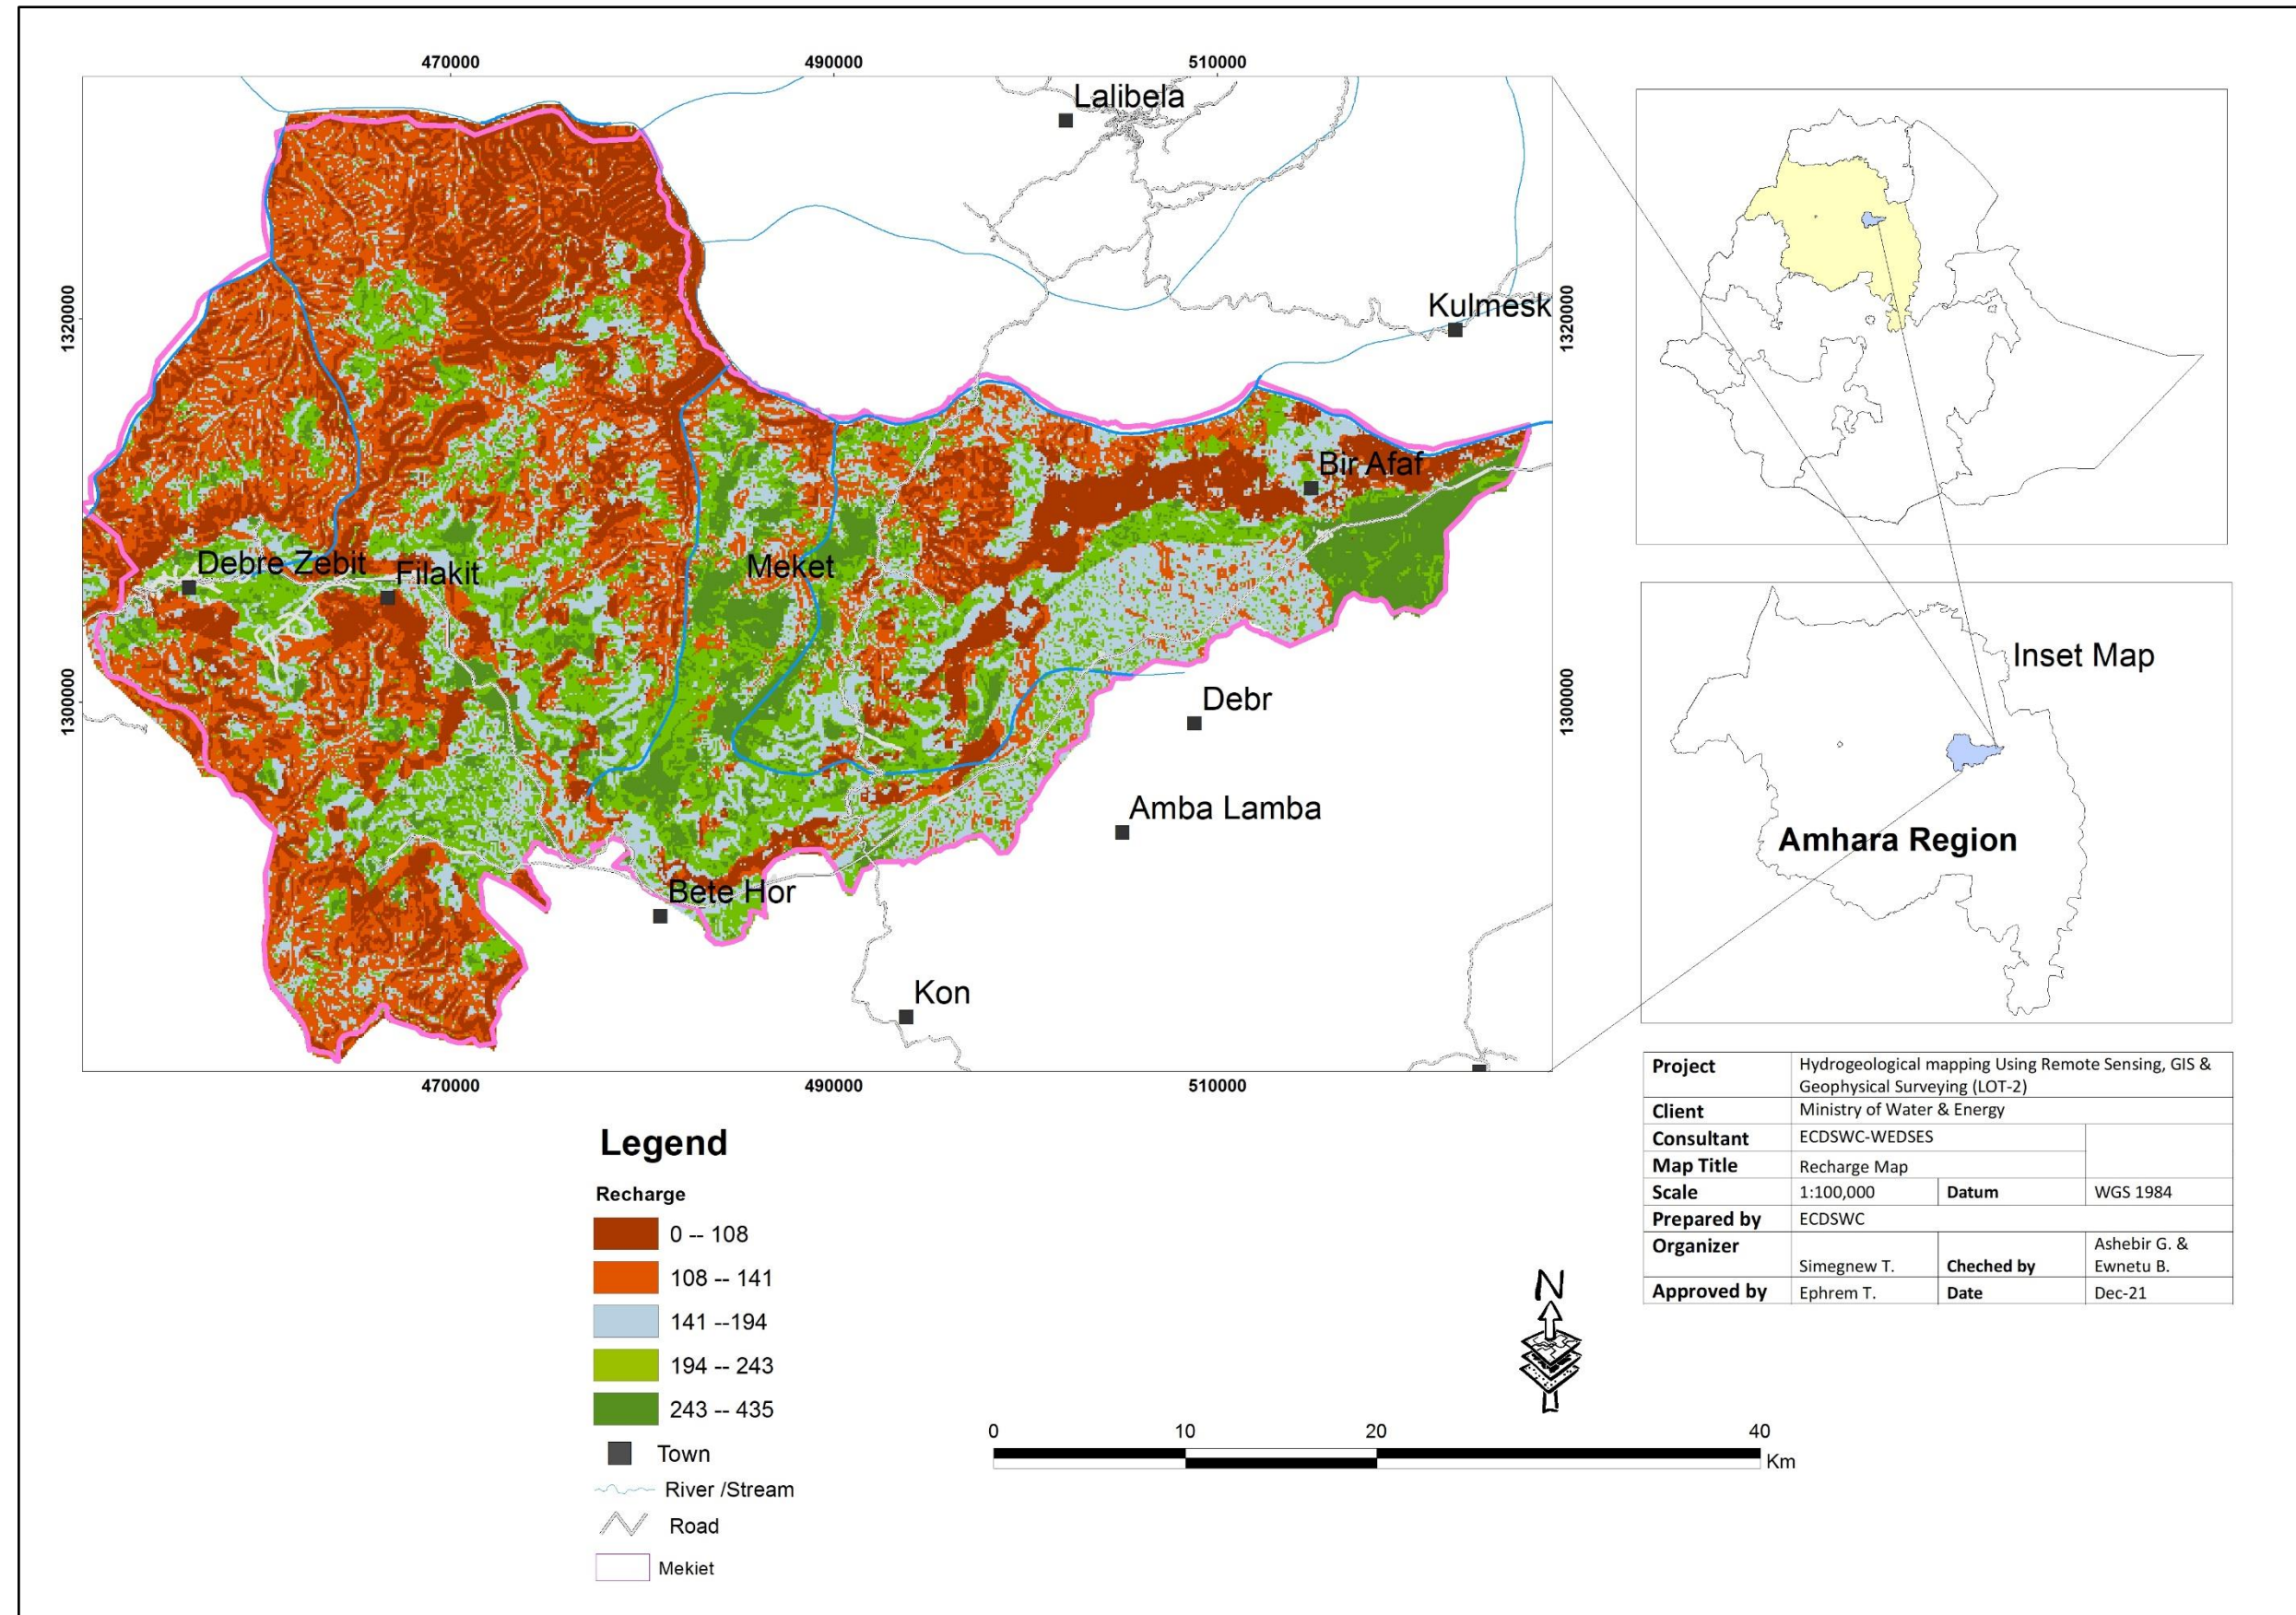 470000
490000
510000
Lalibela
Kulmesk
1320000
1320000
Bir Afaf
Debre Zebit
Filakit
Meket
1300000
1300000
Debr
Amba Lamba
Bete Hor
Kon
470000
490000
510000
Inset Map
Amhara Region
Legend
Recharge
0 -- 108
108 -- 141
141 --194
194 -- 243
243 -- 435
Town
River /Stream
Road
Mekiet
N
0 10 20 40
Km
Project Hydrogeological mapping Using Remote Sensing, GIS &
Geophysical Surveying (LOT-2)
Client Ministry of Water & Energy
Consultant ECDSWC-WEDSES
Map Title Recharge Map
Scale 1:100,000 Datum WGS 1984
Prepared by ECDSWC
Organizer Simegnew T. Cheched by Ashebir G. &
Ewnetu B.
Approved by Ephrem T. Date Dec-21